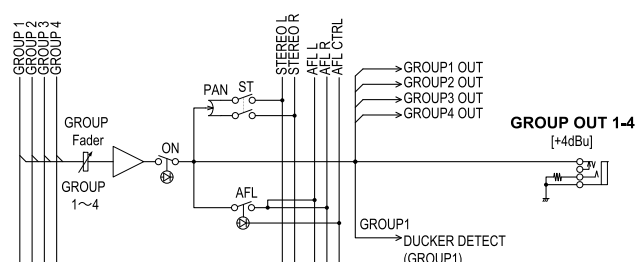 GROUP 1
GROUP 2
GROUP 3
GROUP 4
STEREO L
STEREO R
AFL L
AFL R
AFL CTRL
PAN
ST
GROUP1 OUT
GROUP2 OUT
GROUP3 OUT
GROUP4 OUT
GROUP
Fader
ON
GROUP OUT 1-4
[+4dBu]
GROUP
1～4
AFL
GROUP1
DUCKER DETECT
(GROUP1)